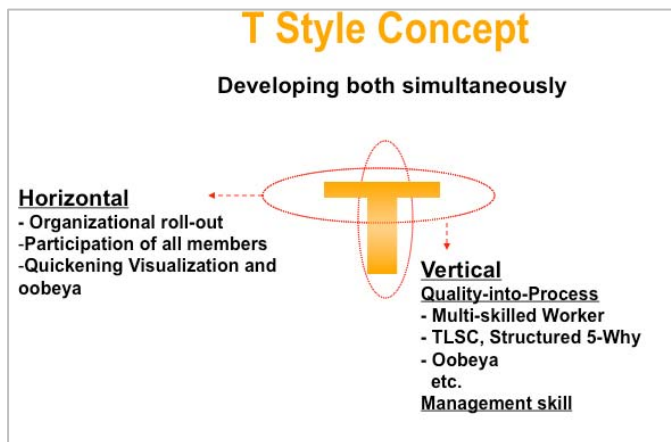 T Style Concept
Developing both simultaneously
T
Horizontal
- Organizational roll-out
-Participation of all members
-Quickening Visualization and
oobeya
Vertical
Quality-into-Process
- Multi-skilled Worker
- TLSC, Structured 5-Why
- Oobeya
etc.
Management skill